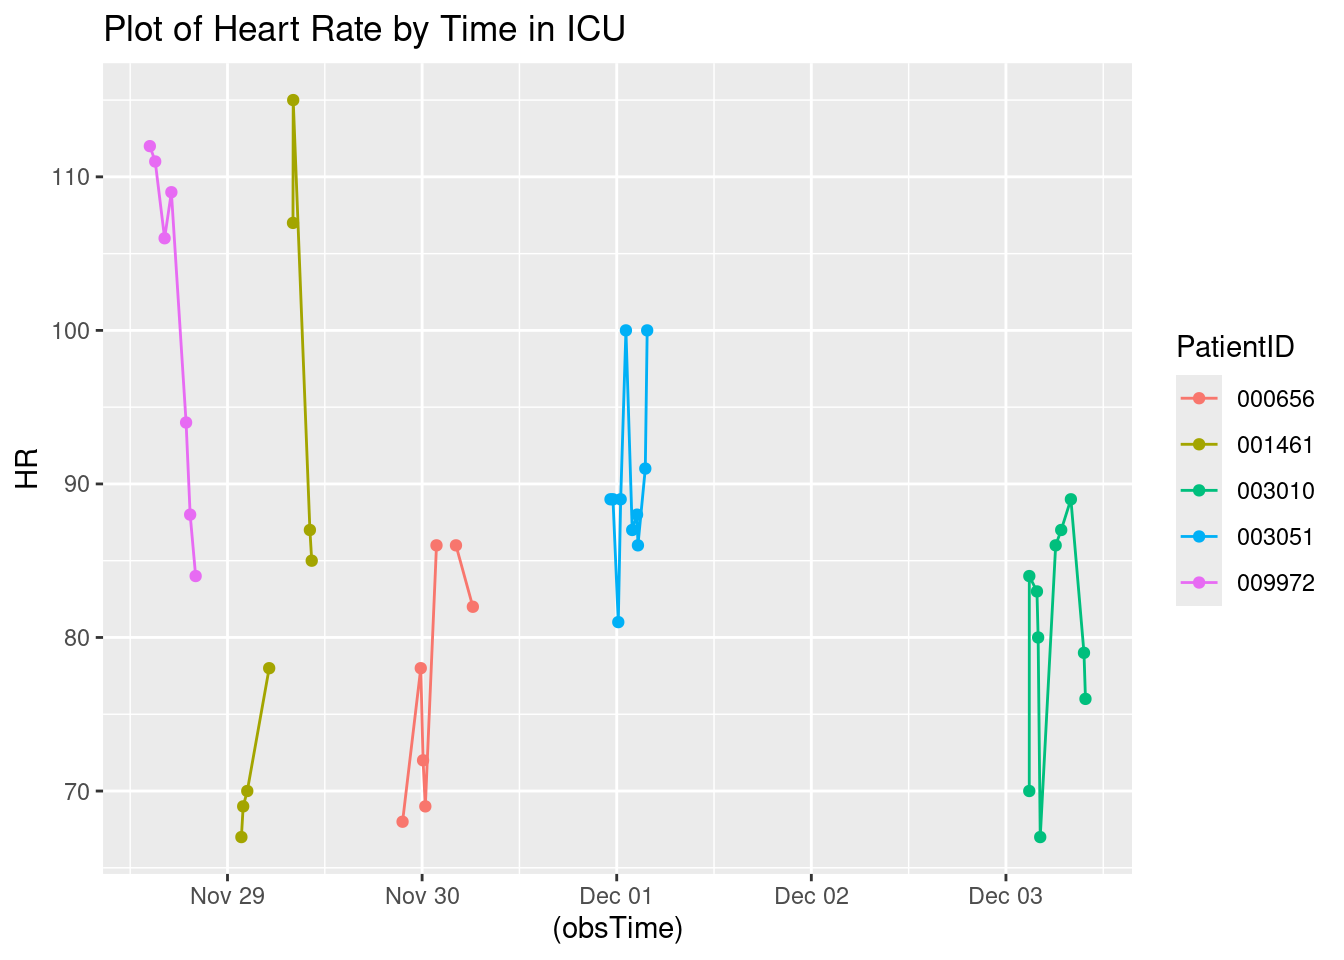 Plot of Heart Rate by Time in ICU
HR
110
100
90
80
70
Nov 29
Nov 30
Dec 01
Dec 02
Dec 03
(obsTime)
PatientID
000656
001461
003010
003051
009972